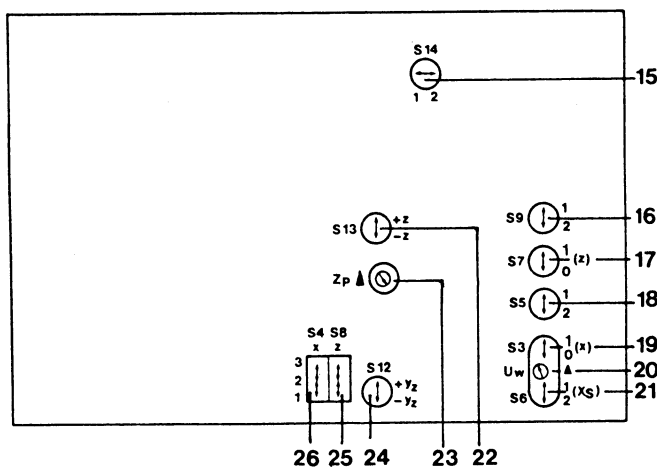 S14
15
1 2
S13 +z
-z
S9 1
2
16
S7 1
0 (z)
17
Zp
S5 1
2
18
S4 S8
x z
3
2
1
S12
+yz
-yz
S3 1
0 (x)
19
Uw
20
S6 1
2 (XS)
21
26 25 24 23 22